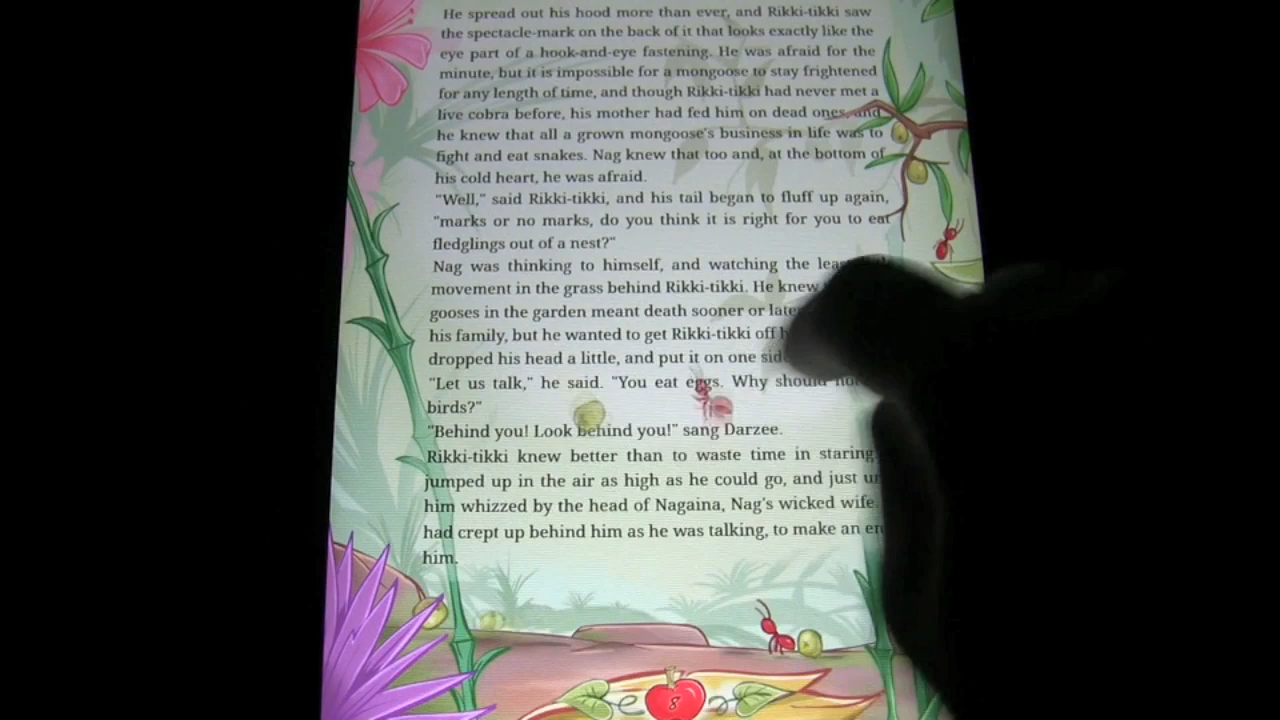 He spread out his hood more than ever, and Rikki-tikki saw
the spectacle-mark on the back of it that looks exactly like the
eye part of a hook-and-eye fastening. He was afraid for the
minute, but it is impossible for a mongoose to stay frightened
for any length of time, and though Rikki-tikki had never met a
live cobra before, his mother had fed him on dead ones, and
he knew that all a grown mongoose's business in life was to
fight and eat snakes. Nag knew that too and, at the bottom of
his cold heart, he was afraid.
"Well," said Rikki-tikki, and his tail began to fluff up again,
"marks or no marks, do you think it is right for you to eat
fledglings out of a nest?"
Nag was thinking to himself, and watching the
movement in the grass behind Rikki-tikki. He knew
gooses in the garden meant death sooner or
his family, but he wanted to get Rikki-tikki off
dropped his head a little, and put it on one
"Let us talk," he said. "You eat eggs. Why should not
birds?"
"Behind you! Look behind you!" sang Darzee.
Rikki-tikki knew better than to waste time in staring
jumped up in the air as high as he could go, and just
him whizzed by the head of Nagaina, Nag's wicked wife.
had crept up behind him as he was talking, to make an
him.
8